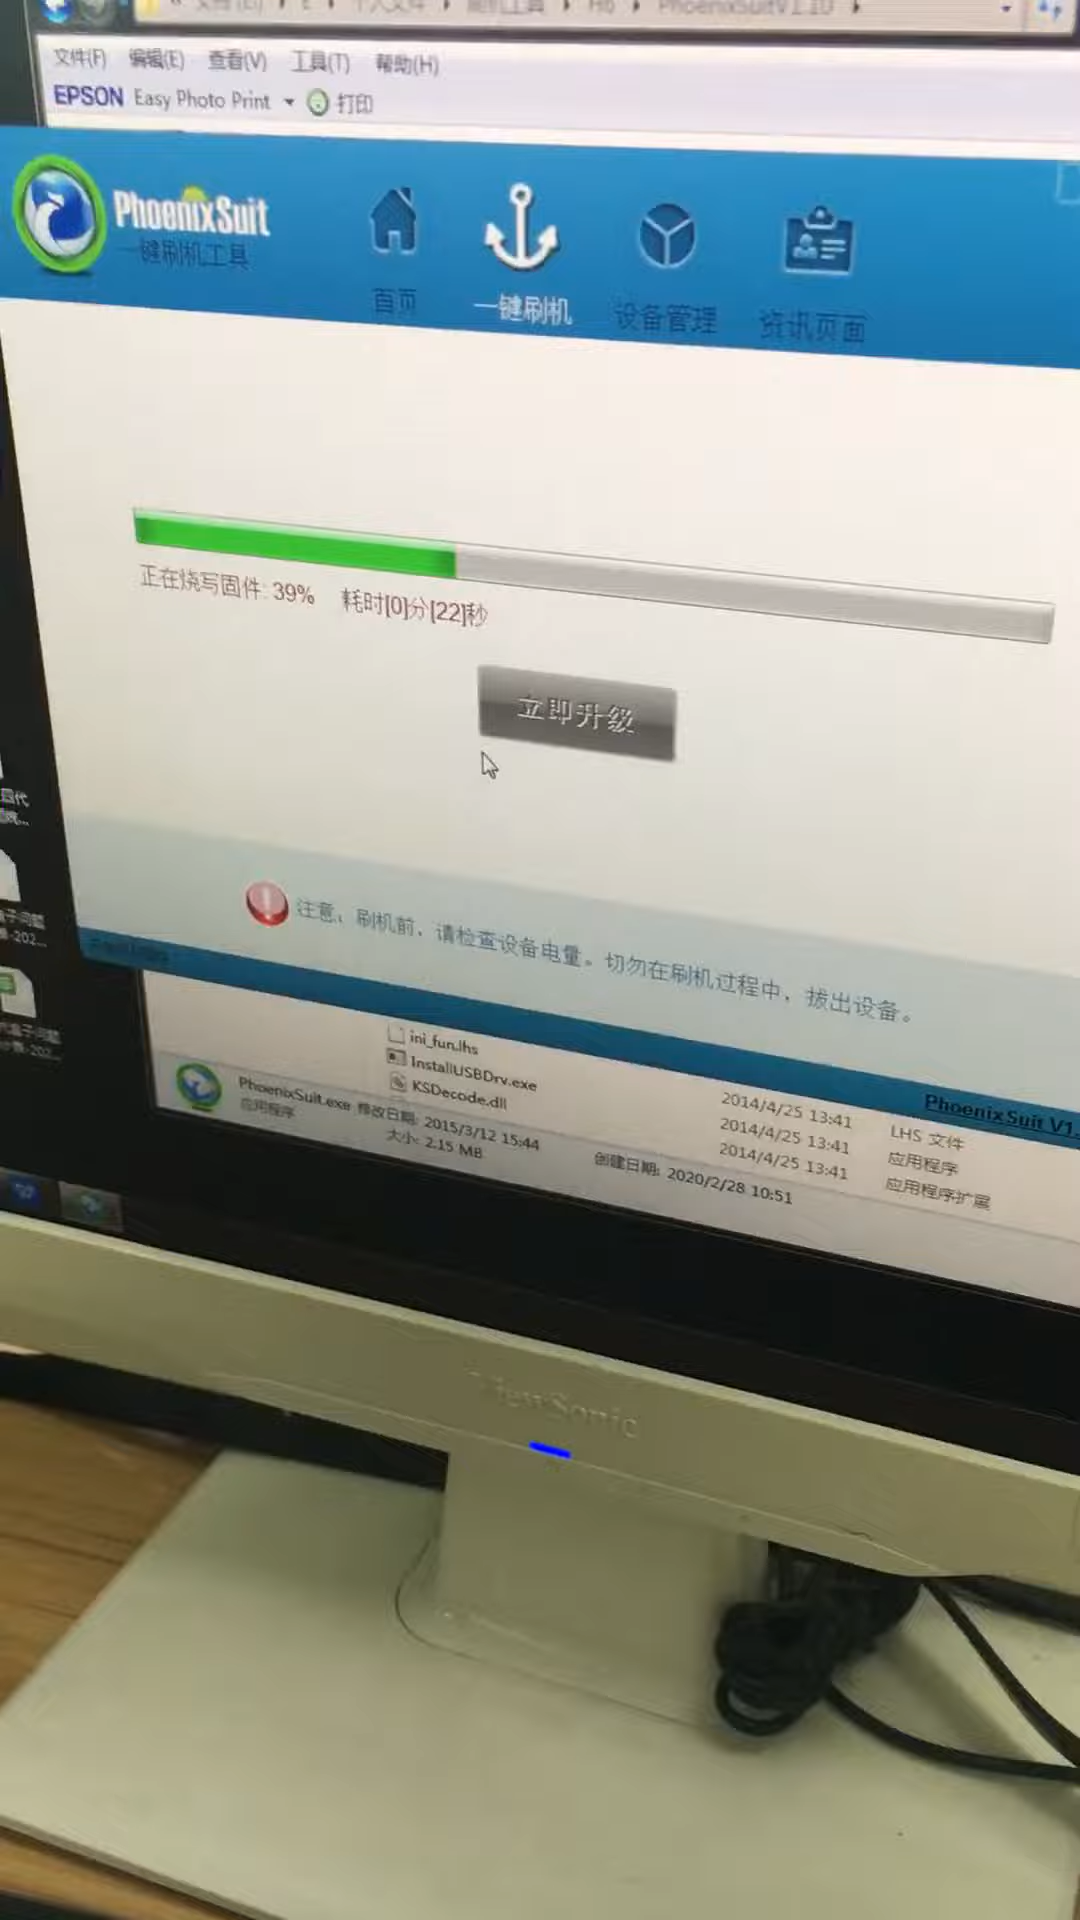 PhoenixSuitV1.10
文件(F) 编辑(E) 查看(V) 工具(T) 帮助(H)
EPSON Easy Photo Print 打印
PhoenixSuit
一键刷机工具
首页 一键刷机 设备管理 资讯页面
正在烧写固件: 39% 耗时[0]分[22]秒
立即升级
注意、刷机前，请检查设备电量。切勿在刷机过程中，拔出设备。
PhoenixSuit V1.
ini_fun.lhs 2014/4/25 13:41 LHS 文件
InstallUSBDrv.exe 2014/4/25 13:41 应用程序
KSDecode.dll 2014/4/25 13:41 应用程序扩展
PhoenixSuit.exe 修改日期: 2015/3/12 15:44 创建日期: 2020/2/28 10:51
应用程序 大小: 2.15 MB
ViewSonic